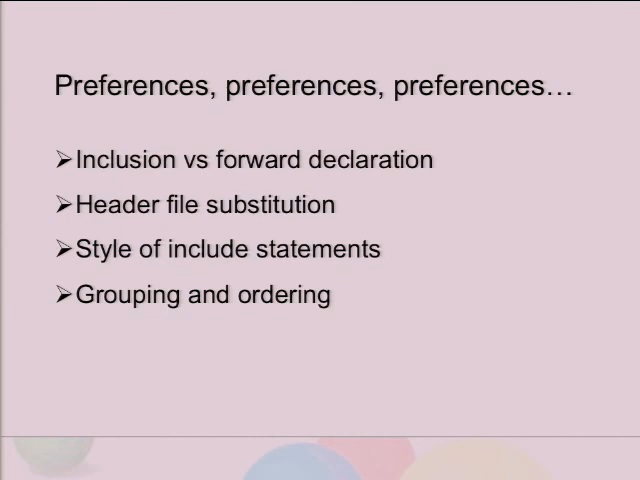 Preferences, preferences, preferences…
➢Inclusion vs forward declaration
➢Header file substitution
➢Style of include statements
➢Grouping and ordering